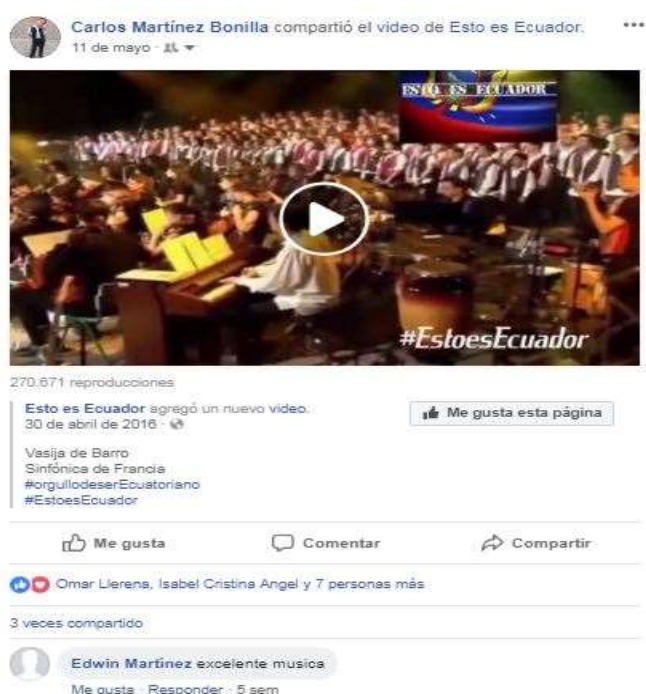 Carlos Martínez Bonilla compartió el video de Esto es Ecuador.
11 de mayo
ESTO ES ECUADOR
#EstoesEcuador
270.671 reproducciones
Esto es Ecuador agregó un nuevo video.
30 de abril de 2016
Me gusta esta página
Vasija de Barro
Sinfónica de Francia
#orgullodeserEcuatoriano
#EstoesEcuador
Me gusta Comentar Compartir
Omar Llerena, Isabel Cristina Angel y 7 personas más
3 veces compartido
Edwin Martinez excelente musica
Me gusta · Responder · 5 sem